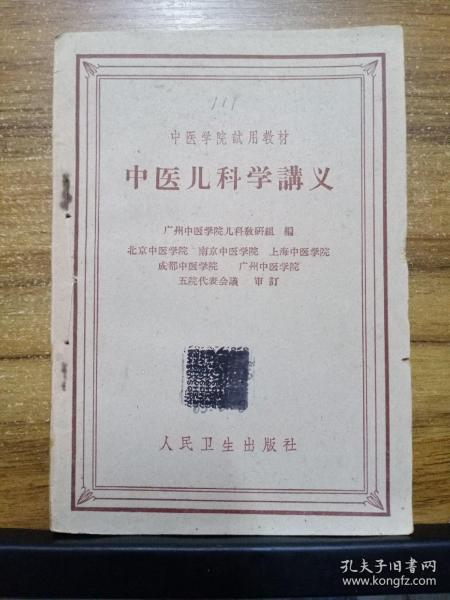 111
中医学院試用教材
中医儿科学講义
广州中医学院儿科教研組 編
北京中医学院 南京中医学院 上海中医学院
成都中医学院 广州中医学院
五院代表会議 审訂
人民卫生出版社
孔夫子旧书网
www.kongfz.com